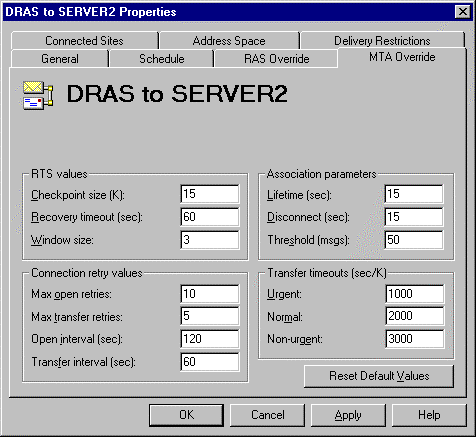 DRAS to SERVER2 Properties
Connected Sites Address Space Delivery Restrictions
General Schedule RAS Override MTA Override
DRAS to SERVER2
RTS values
Checkpoint size (K): 15
Recovery timeout (sec): 60
Window size: 3
Association parameters
Lifetime (sec): 15
Disconnect (sec): 15
Threshold (msgs): 50
Connection retry values
Max open retries: 10
Max transfer retries: 5
Open interval (sec): 120
Transfer interval (sec): 60
Transfer timeouts (sec/K)
Urgent: 1000
Normal: 2000
Non-urgent: 3000
Reset Default Values
OK Cancel Apply Help